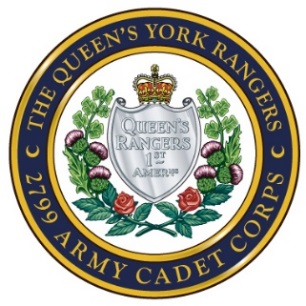 THE QUEEN'S YORK RANGERS
QUEEN'S
RANGERS
1ST
AMERNS
2799 ARMY CADET CORPS